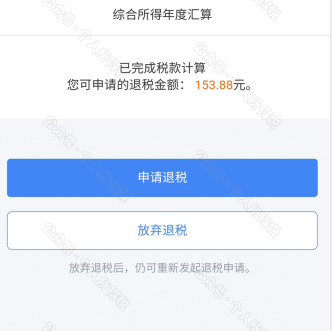 综合所得年度汇算
已完成税款计算
您可申请的退税金额： 153.88元。
申请退税
放弃退税
放弃退税后，仍可重新发起退税申请。